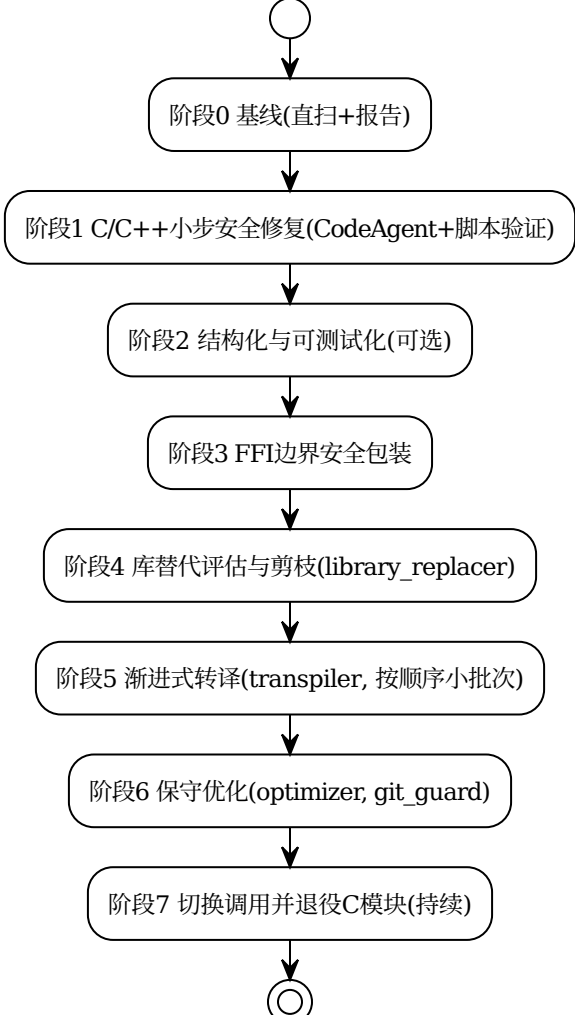 阶段0 基线(直扫+报告)
阶段1 C/C++小步安全修复(CodeAgent+脚本验证)
阶段2 结构化与可测试化(可选)
阶段3 FFI边界安全包装
阶段4 库替代评估与剪枝(library_replacer)
阶段5 渐进式转译(transpiler, 按顺序小批次)
阶段6 保守优化(optimizer, git_guard)
阶段7 切换调用并退役C模块(持续)